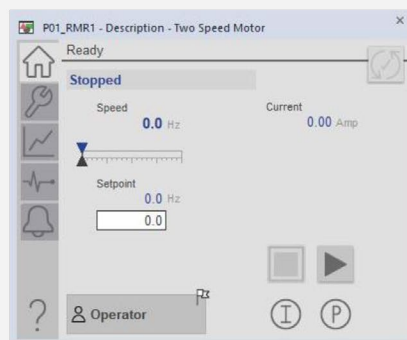 P01_RMR1 - Description - Two Speed Motor
×
Ready
Stopped
Speed
0.0 Hz
Current
0.00 Amp
Setpoint
0.0 Hz
0.0
Operator
I
P
?